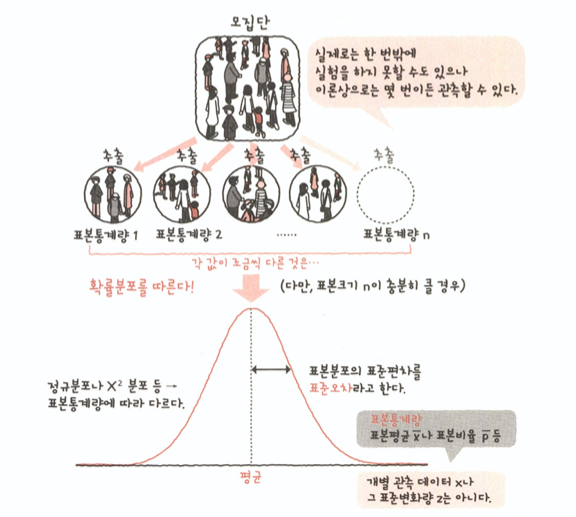 모집단
실제로는 한 번밖에
실험을 하지 못할 수도 있으나
이론상으로는 몇 번이든 관측할 수 있다.
추출 추출 추출 추출 추출
표본통계량 1 표본통계량 2 …… 표본통계량 n
각 값이 조금씩 다른 것은…
확률분포를 따른다! (다만, 표본크기 n이 충분히 클 경우)
정규분포나 X² 분포 등 →
표본통계량에 따라 다르다.
표본분포의 표준편차를
표준오차라고 한다.
표본통계량
표본평균 x̅나 표본비율 p̅ 등
평균
개별 관측 데이터 x나
그 표준변화량 z는 아니다.